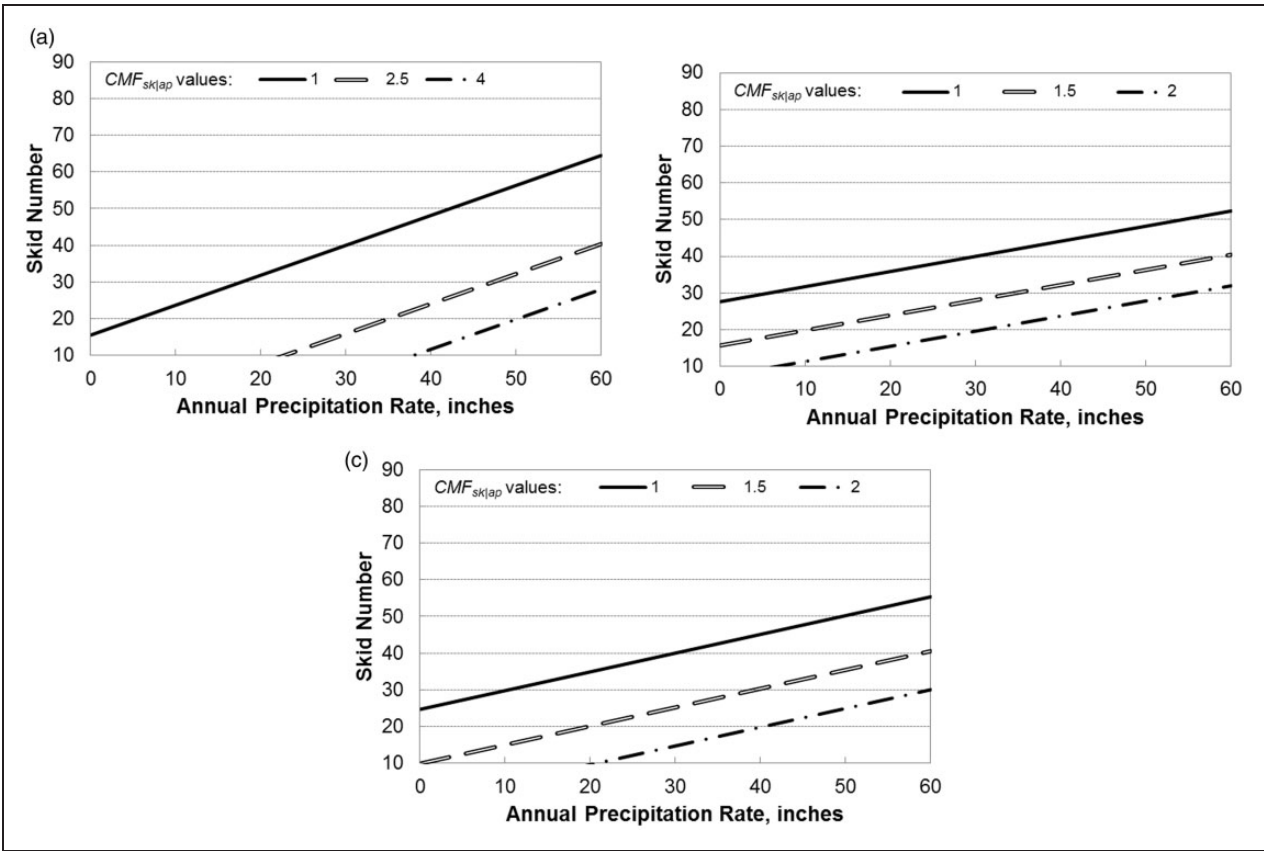 (a)
CMFsk|ap values: 1 2.5 4
90
80
70
60
50
40
30
20
10
Skid Number
0 10 20 30 40 50 60
Annual Precipitation Rate, inches
CMFsk|ap values: 1 1.5 2
90
80
70
60
50
40
30
20
10
Skid Number
0 10 20 30 40 50 60
Annual Precipitation Rate, inches
(c)
CMFsk|ap values: 1 1.5 2
90
80
70
60
50
40
30
20
10
Skid Number
0 10 20 30 40 50 60
Annual Precipitation Rate, inches